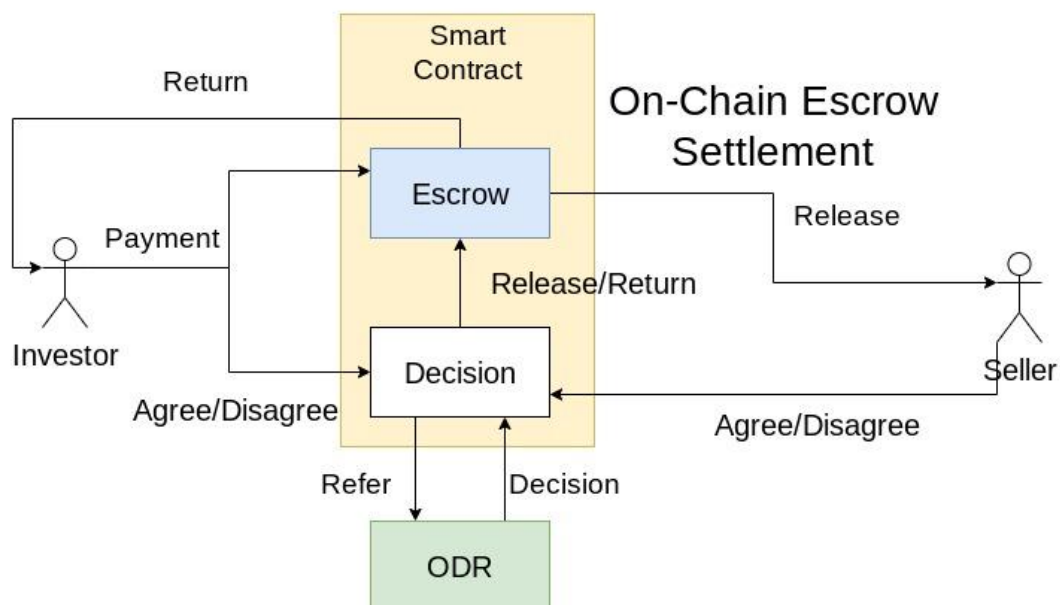 Smart
Contract
Return
On-Chain Escrow
Settlement
Escrow
Release
Payment
Release/Return
Investor
Decision
Seller
Agree/Disagree
Agree/Disagree
Refer
Decision
ODR